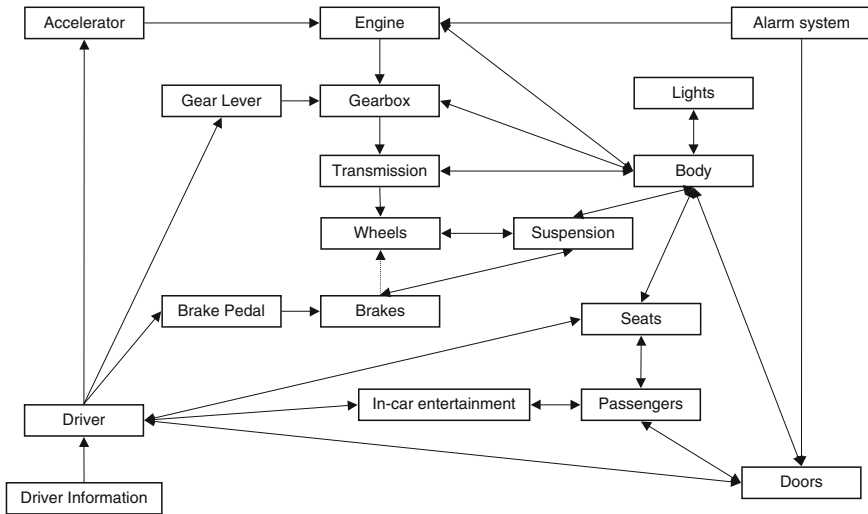 Accelerator
Engine
Alarm system
Gear Lever
Gearbox
Lights
Transmission
Body
Wheels
Suspension
Brake Pedal
Brakes
Seats
In-car entertainment
Passengers
Driver
Doors
Driver Information